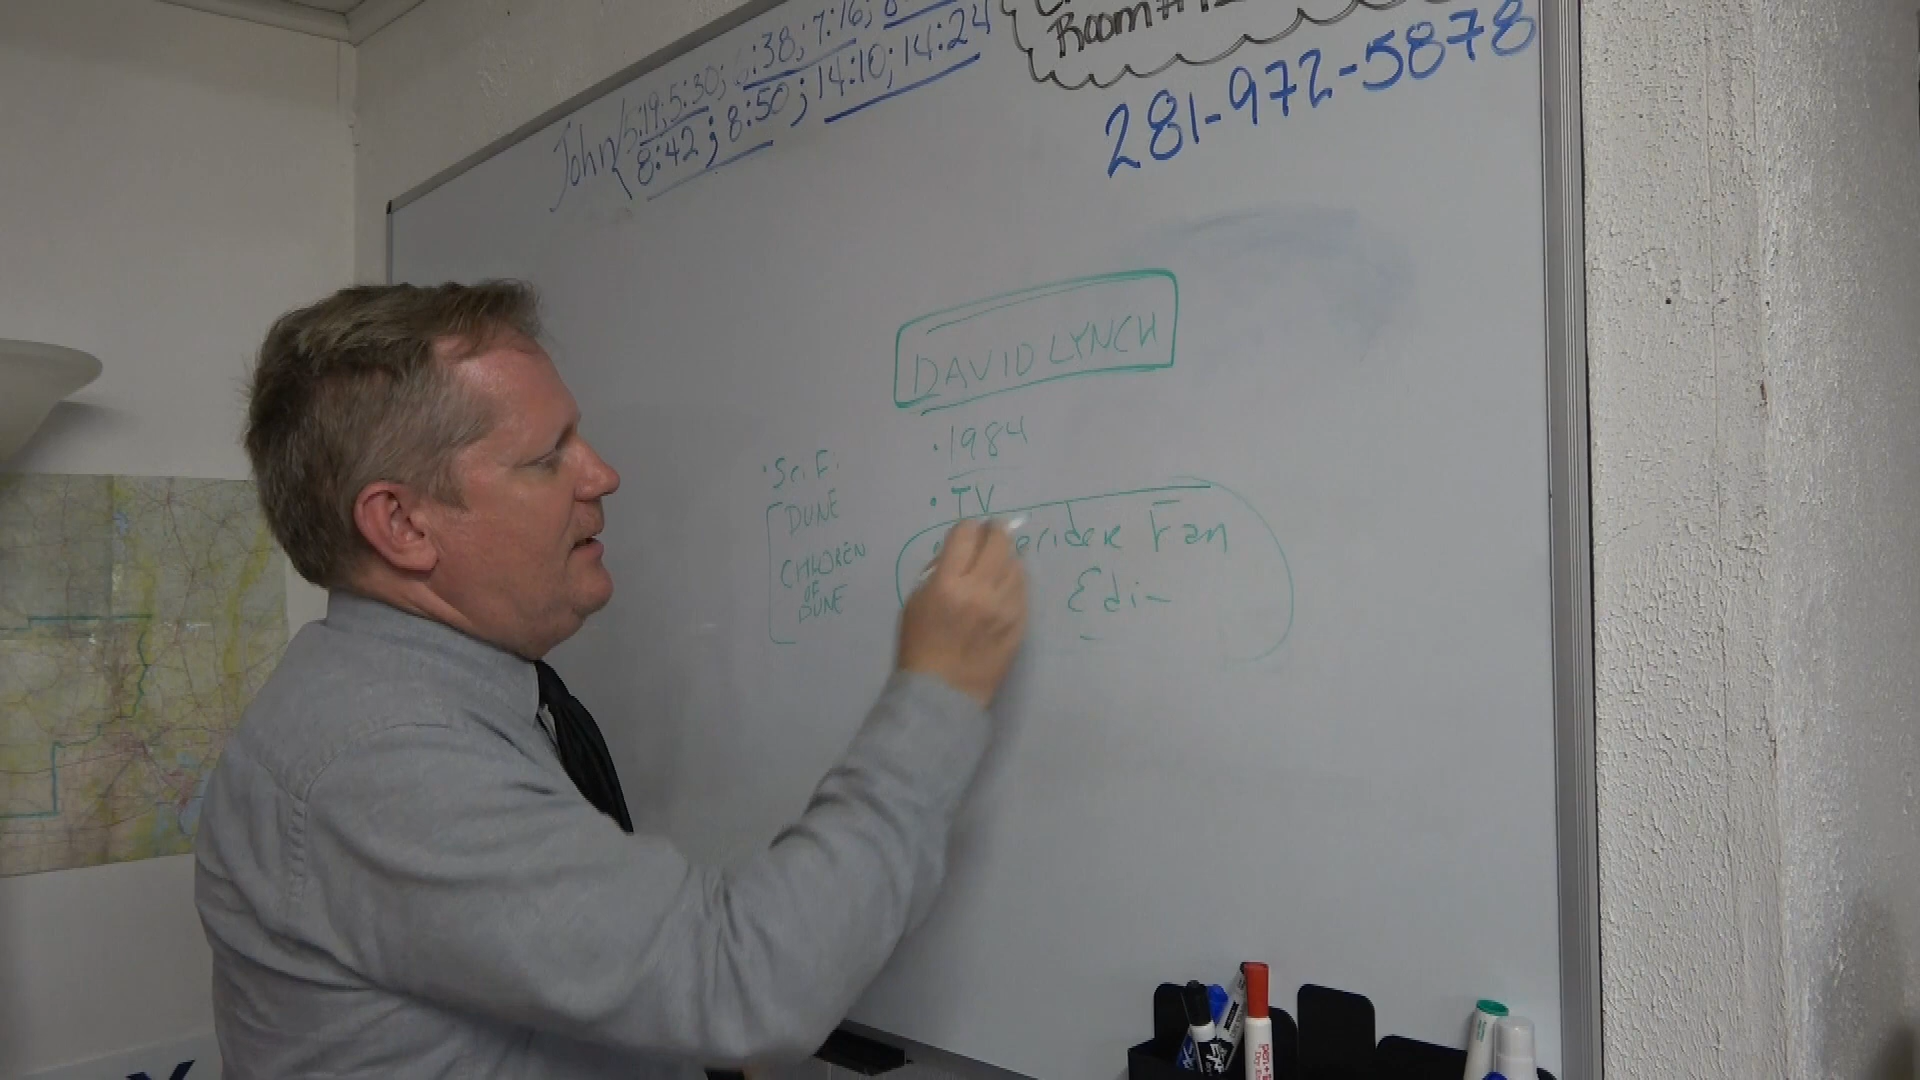 John 5:19; 5:30; 6:38; 7:16;
8:42; 8:50; 14:10; 14:24
Room #
281-972-5878
DAVID LYNCH
• 1984
• TV
Fan
Edi-
• Sci. Fi
DUNE
CHILDREN
OF
DUNE